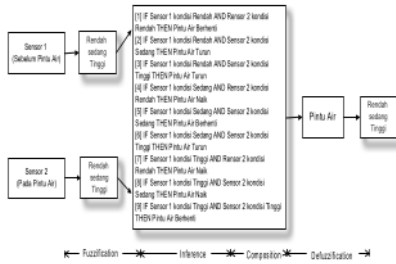 Sensor 1
(Sebelum Pintu Air)
Rendah
sedang
Tinggi
[1] IF Sensor 1 kondisi Rendah AND Rensor 2 kondisi
Rendah THEN Pintu Air Berhenti
[2] IF Sensor 1 kondisi Rendah AND Sensor 2 kondisi
Sedang THEN Pintu Air Turun
[3] IF Sensor 1 kondisi Rendah AND Sensor 2 kondisi
Tinggi THEN Pintu Air Turun
[4] IF Sensor 1 kondisi Sedang AND Rensor 2 kondisi
Rendah THEN Pintu Air Naik
[5] IF Sensor 1 kondisi Sedang AND Sensor 2 kondisi
Sedang THEN Pintu Air Berhenti
[6] IF Sensor 1 kondisi Sedang AND Sensor 2 kondisi
Tinggi THEN Pintu Air Turun
[7] IF Sensor 1 kondisi Tinggi AND Rensor 2 kondisi
Rendah THEN Pintu Air Naik
[8] IF Sensor 1 kondisi Tinggi AND Sensor 2 kondisi
Sedang THEN Pintu Air Naik
[9] IF Sensor 1 kondisi Tinggi AND Sensor 2 kondisi Tinggi
THEN Pintu Air Berhenti
Pintu Air
Rendah
sedang
Tinggi
Sensor 2
(Pada Pintu Air)
Rendah
sedang
Tinggi
Fuzzification
Inference
Composition
Defuzzification